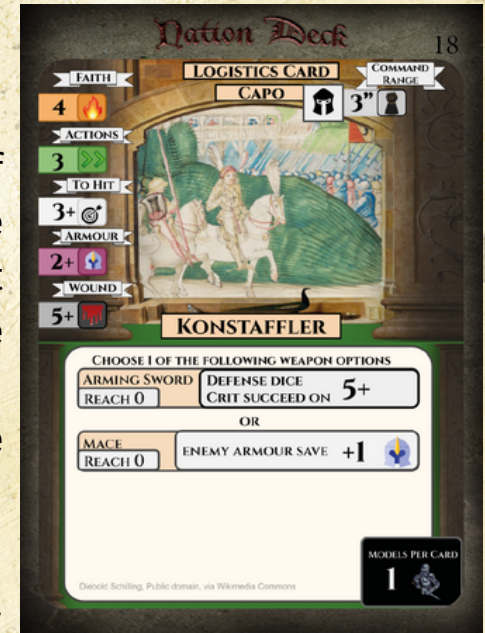 Nation Deck
18
LOGISTICS CARD
CAPO
COMMAND RANGE
3”
FAITH
4
ACTIONS
3
TO HIT
3+
ARMOUR
2+
WOUND
5+
KONSTAFFLER
CHOOSE 1 OF THE FOLLOWING WEAPON OPTIONS
ARMING SWORD
REACH 0
DEFENSE DICE
CRIT SUCCEED ON 5+
OR
MACE
REACH 0
ENEMY ARMOUR SAVE +1
MODELS PER CARD
1
Diebold Schilling, Public domain, via Wikimedia Commons